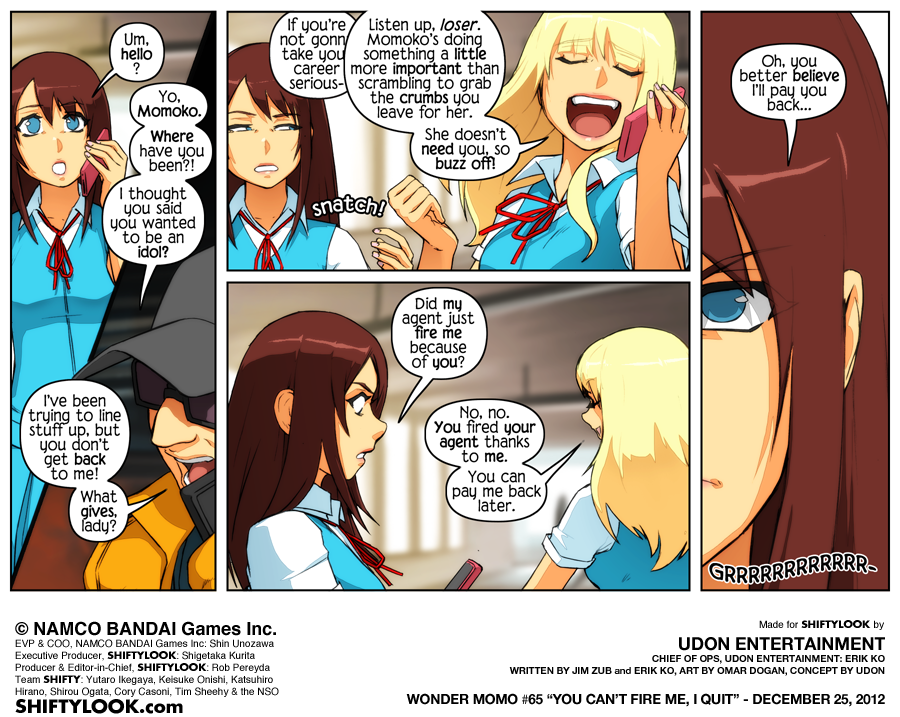 Um,
hello
?
Yo,
Momoko.
Where
have you
been?!
I thought
you said
you wanted
to be an
idol?
I've been
trying to line
stuff up, but
you don't
get back
to me!
What
gives,
lady?
If you're
not gonn
take you
career
serious-
Listen up, loser.
Momoko's doing
something a little
more important than
scrambling to grab
the crumbs you
leave for her.
She doesn't
need you, so
buzz off!
snatch!
Did my
agent just
fire me
because
of you?
No, no.
You fired your
agent thanks
to me.
You can
pay me back
later.
Oh, you
better believe
I'll pay you
back...
GRRRRRRRRRRRRR-
© NAMCO BANDAI Games Inc.
EVP & COO, NAMCO BANDAI Games Inc: Shin Unozawa
Executive Producer, SHIFTYLOOK: Shigetaka Kurita
Producer & Editor-in-Chief, SHIFTYLOOK: Rob Pereyda
Team SHIFTY: Yutaro Ikegaya, Keisuke Onishi, Katsuhiro
Hirano, Shirou Ogata, Cory Casoni, Tim Sheehy & the NSO
SHIFTYLOOK.com
Made for SHIFTYLOOK by
UDON ENTERTAINMENT
CHIEF OF OPS, UDON ENTERTAINMENT: ERIK KO
WRITTEN BY JIM ZUB and ERIK KO, ART BY OMAR DOGAN, CONCEPT BY UDON
WONDER MOMO #65 “YOU CAN'T FIRE ME, I QUIT” - DECEMBER 25, 2012